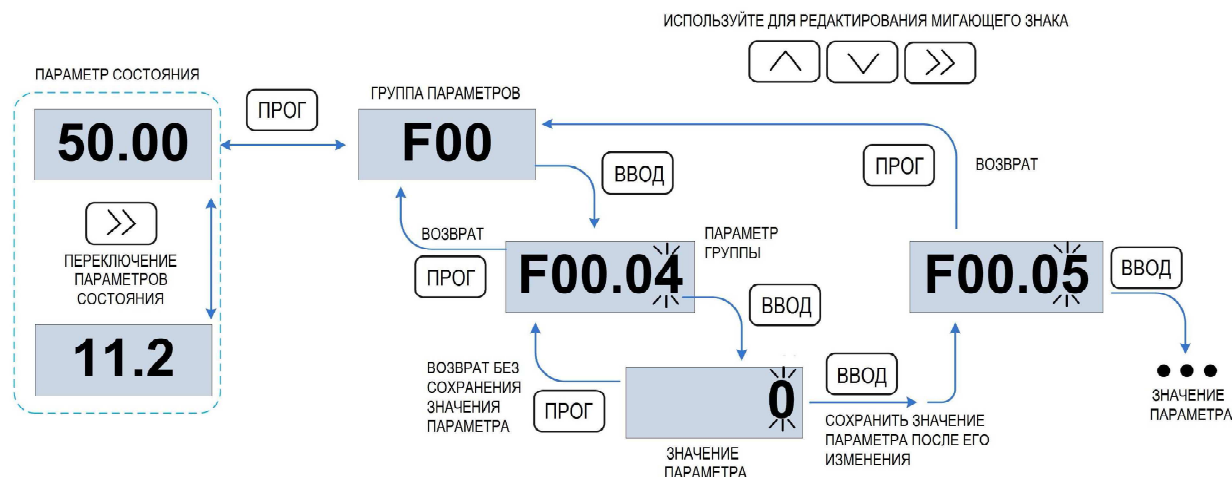 ИСПОЛЬЗУЙТЕ ДЛЯ РЕДАКТИРОВАНИЯ МИГАЮЩЕГО ЗНАКА
ПАРАМЕТР СОСТОЯНИЯ
50.00
ПРОГ
ПЕРЕКЛЮЧЕНИЕ
ПАРАМЕТРОВ
СОСТОЯНИЯ
11.2
ГРУППА ПАРАМЕТРОВ
F00
ВВОД
ВОЗВРАТ
ПРОГ
ПАРАМЕТР
ГРУППЫ
F00.04
ВВОД
ВОЗВРАТ БЕЗ
СОХРАНЕНИЯ
ЗНАЧЕНИЯ
ПАРАМЕТРА
ПРОГ
0
ЗНАЧЕНИЕ
ПАРАМЕТРА
ВВОД
СОХРАНИТЬ ЗНАЧЕНИЕ
ПАРАМЕТРА ПОСЛЕ ЕГО
ИЗМЕНЕНИЯ
ПРОГ
ВОЗВРАТ
F00.05
ВВОД
ЗНАЧЕНИЕ
ПАРАМЕТРА